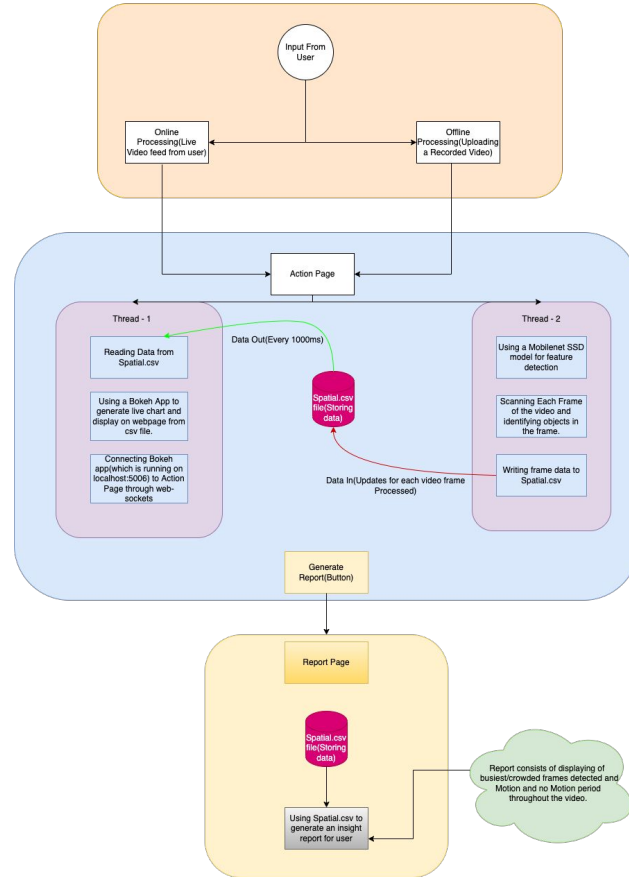 Input From
User
Online
Processing(Live
Video feed from user)
Offline
Processing(Uploading
a Recorded Video)
Action Page
Thread - 1
Thread - 2
Data Out(Every 1000ms)
Reading Data from
Spatial.csv
Using a Mobilenet SSD
model for feature
detection
Spatial.csv
file(Storing
data)
Using a Bokeh App to
generate live chart and
display on webpage from
csv file.
Scanning Each Frame
of the video and
identifying objects in
the frame.
Connecting Bokeh
app(which is running on
localhost:5006) to Action
Page through web-
sockets
Data In(Updates for each video frame
Processed)
Writing frame data to
Spatial.csv
Generate
Report(Button)
Report Page
Spatial.csv
file(Storing
data)
Report consists of displaying of
busiest/crowded frames detected and
Motion and no Motion period
throughout the video.
Using Spatial.csv to
generate an insight
report for user